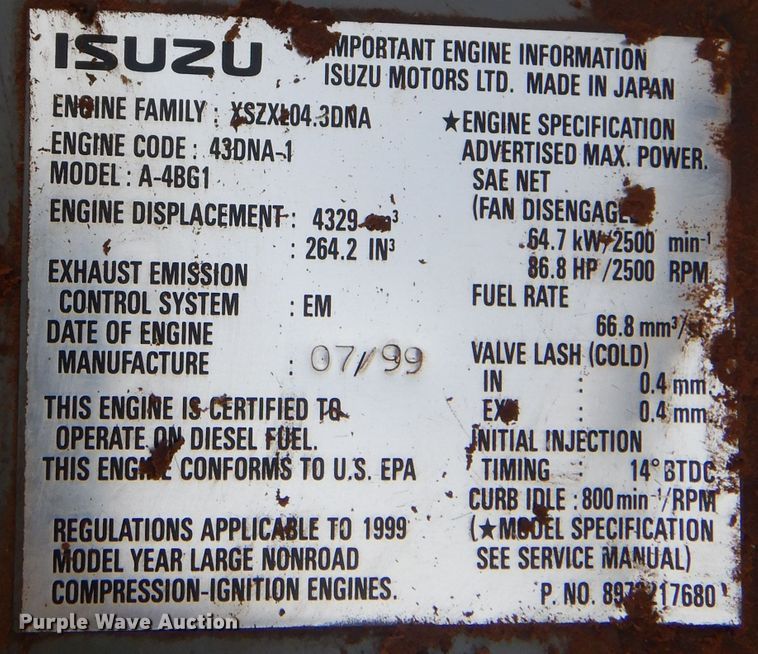 ISUZU
IMPORTANT ENGINE INFORMATION
ISUZU MOTORS LTD. MADE IN JAPAN
ENGINE FAMILY : XSZXL04.3DNA
ENGINE CODE : 43DNA-1
MODEL : A-4BG1
ENGINE DISPLACEMENT : 4329 cm³
: 264.2 IN³
EXHAUST EMISSION
CONTROL SYSTEM : EM
DATE OF ENGINE
MANUFACTURE : 07/99
THIS ENGINE IS CERTIFIED TO
OPERATE ON DIESEL FUEL.
THIS ENGINE CONFORMS TO U.S. EPA
REGULATIONS APPLICABLE TO 1999
MODEL YEAR LARGE NONROAD
COMPRESSION-IGNITION ENGINES.
★ENGINE SPECIFICATION
ADVERTISED MAX. POWER.
SAE NET
(FAN DISENGAGED)
64.7 kW/2500 min-¹
86.8 HP/2500 RPM
FUEL RATE
66.8 mm³/st
VALVE LASH (COLD)
IN : 0.4 mm
EX : 0.4 mm
INITIAL INJECTION
TIMING : 14° BTDC
CURB IDLE : 800 min-¹/RPM
(★MODEL SPECIFICATION
SEE SERVICE MANUAL)
P. NO.
Purple Wave Auction